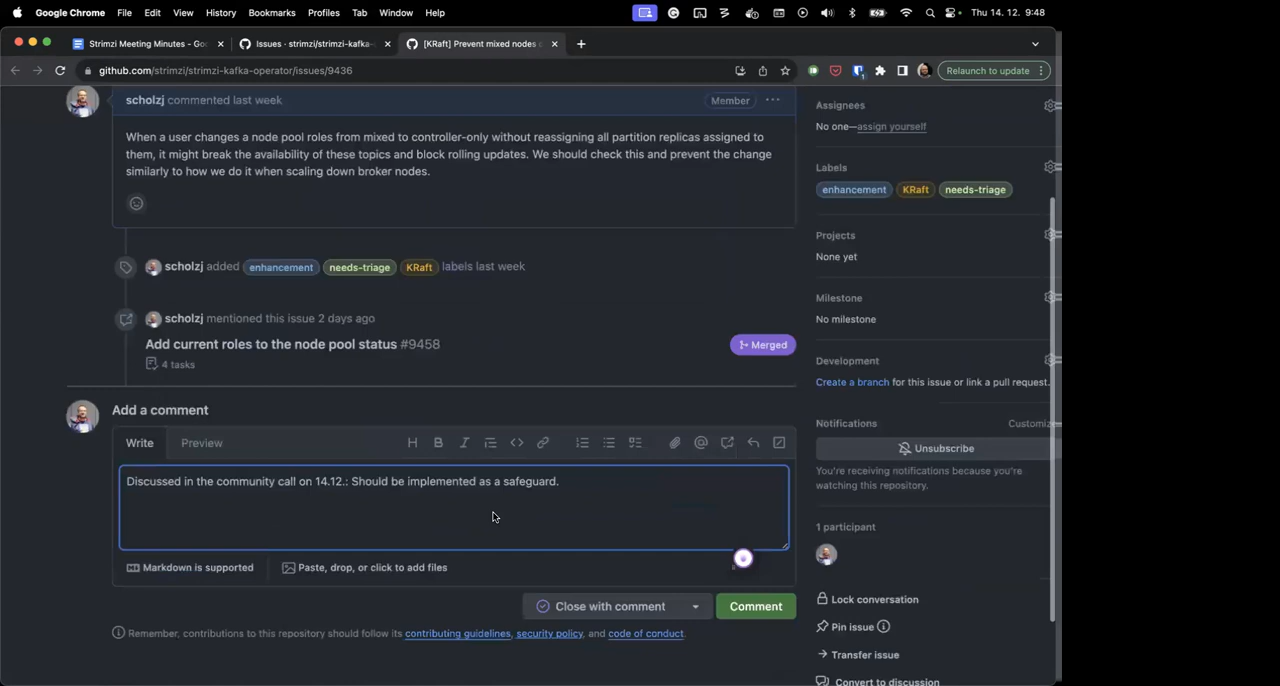 Google Chrome File Edit View History Bookmarks Profiles Tab Window Help Thu 14. 12. 9:48
Strimzi Meeting Minutes - Go
Issues · strimzi/strimzi-kafka-
[KRaft] Prevent mixed nodes
github.com/strimzi/strimzi-kafka-operator/issues/9436
Relaunch to update
scholzj commented last week
Member
When a user changes a node pool roles from mixed to controller-only without reassigning all partition replicas assigned to
them, it might break the availability of these topics and block rolling updates. We should check this and prevent the change
similarly to how we do it when scaling down broker nodes.
scholzj added enhancement needs-triage KRaft labels last week
scholzj mentioned this issue 2 days ago
Add current roles to the node pool status #9458
Merged
4 tasks
Add a comment
Write Preview
Discussed in the community call on 14.12.: Should be implemented as a safeguard.
Markdown is supported
Paste, drop, or click to add files
Close with comment
Comment
Remember, contributions to this repository should follow its contributing guidelines, security policy, and code of conduct.
Assignees
No one—assign yourself
Labels
enhancement KRaft needs-triage
Projects
None yet
Milestone
No milestone
Development
Create a branch for this issue or link a pull request.
Notifications
Customize
Unsubscribe
You're receiving notifications because you're
watching this repository.
1 participant
Lock conversation
Pin issue
Transfer issue
Convert to discussion